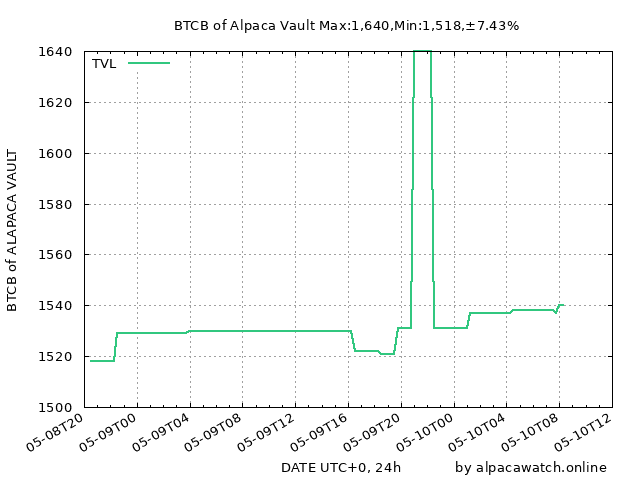 BTCB of Alpaca Vault Max:1,640,Min:1,518,±7.43%
TVL
BTCB of ALAPACA VAULT
1640
1620
1600
1580
1560
1540
1520
1500
05-08T20
05-09T00
05-09T04
05-09T08
05-09T12
05-09T16
05-09T20
05-10T00
05-10T04
05-10T08
05-10T12
DATE UTC+0, 24h
by alpacawatch.online